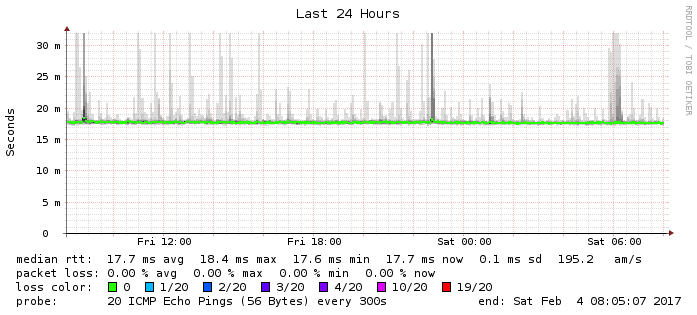 Last 24 Hours
RRDTOOL / TOBI OETIKER
Seconds
30 m
25 m
20 m
15 m
10 m
5 m
0
Fri 12:00 Fri 18:00 Sat 00:00 Sat 06:00
median rtt: 17.7 ms avg 18.4 ms max 17.6 ms min 17.7 ms now 0.1 ms sd 195.2 am/s
packet loss: 0.00 % avg 0.00 % max 0.00 % min 0.00 % now
loss color: 0 1/20 2/20 3/20 4/20 10/20 19/20
probe: 20 ICMP Echo Pings (56 Bytes) every 300s end: Sat Feb 4 08:05:07 2017